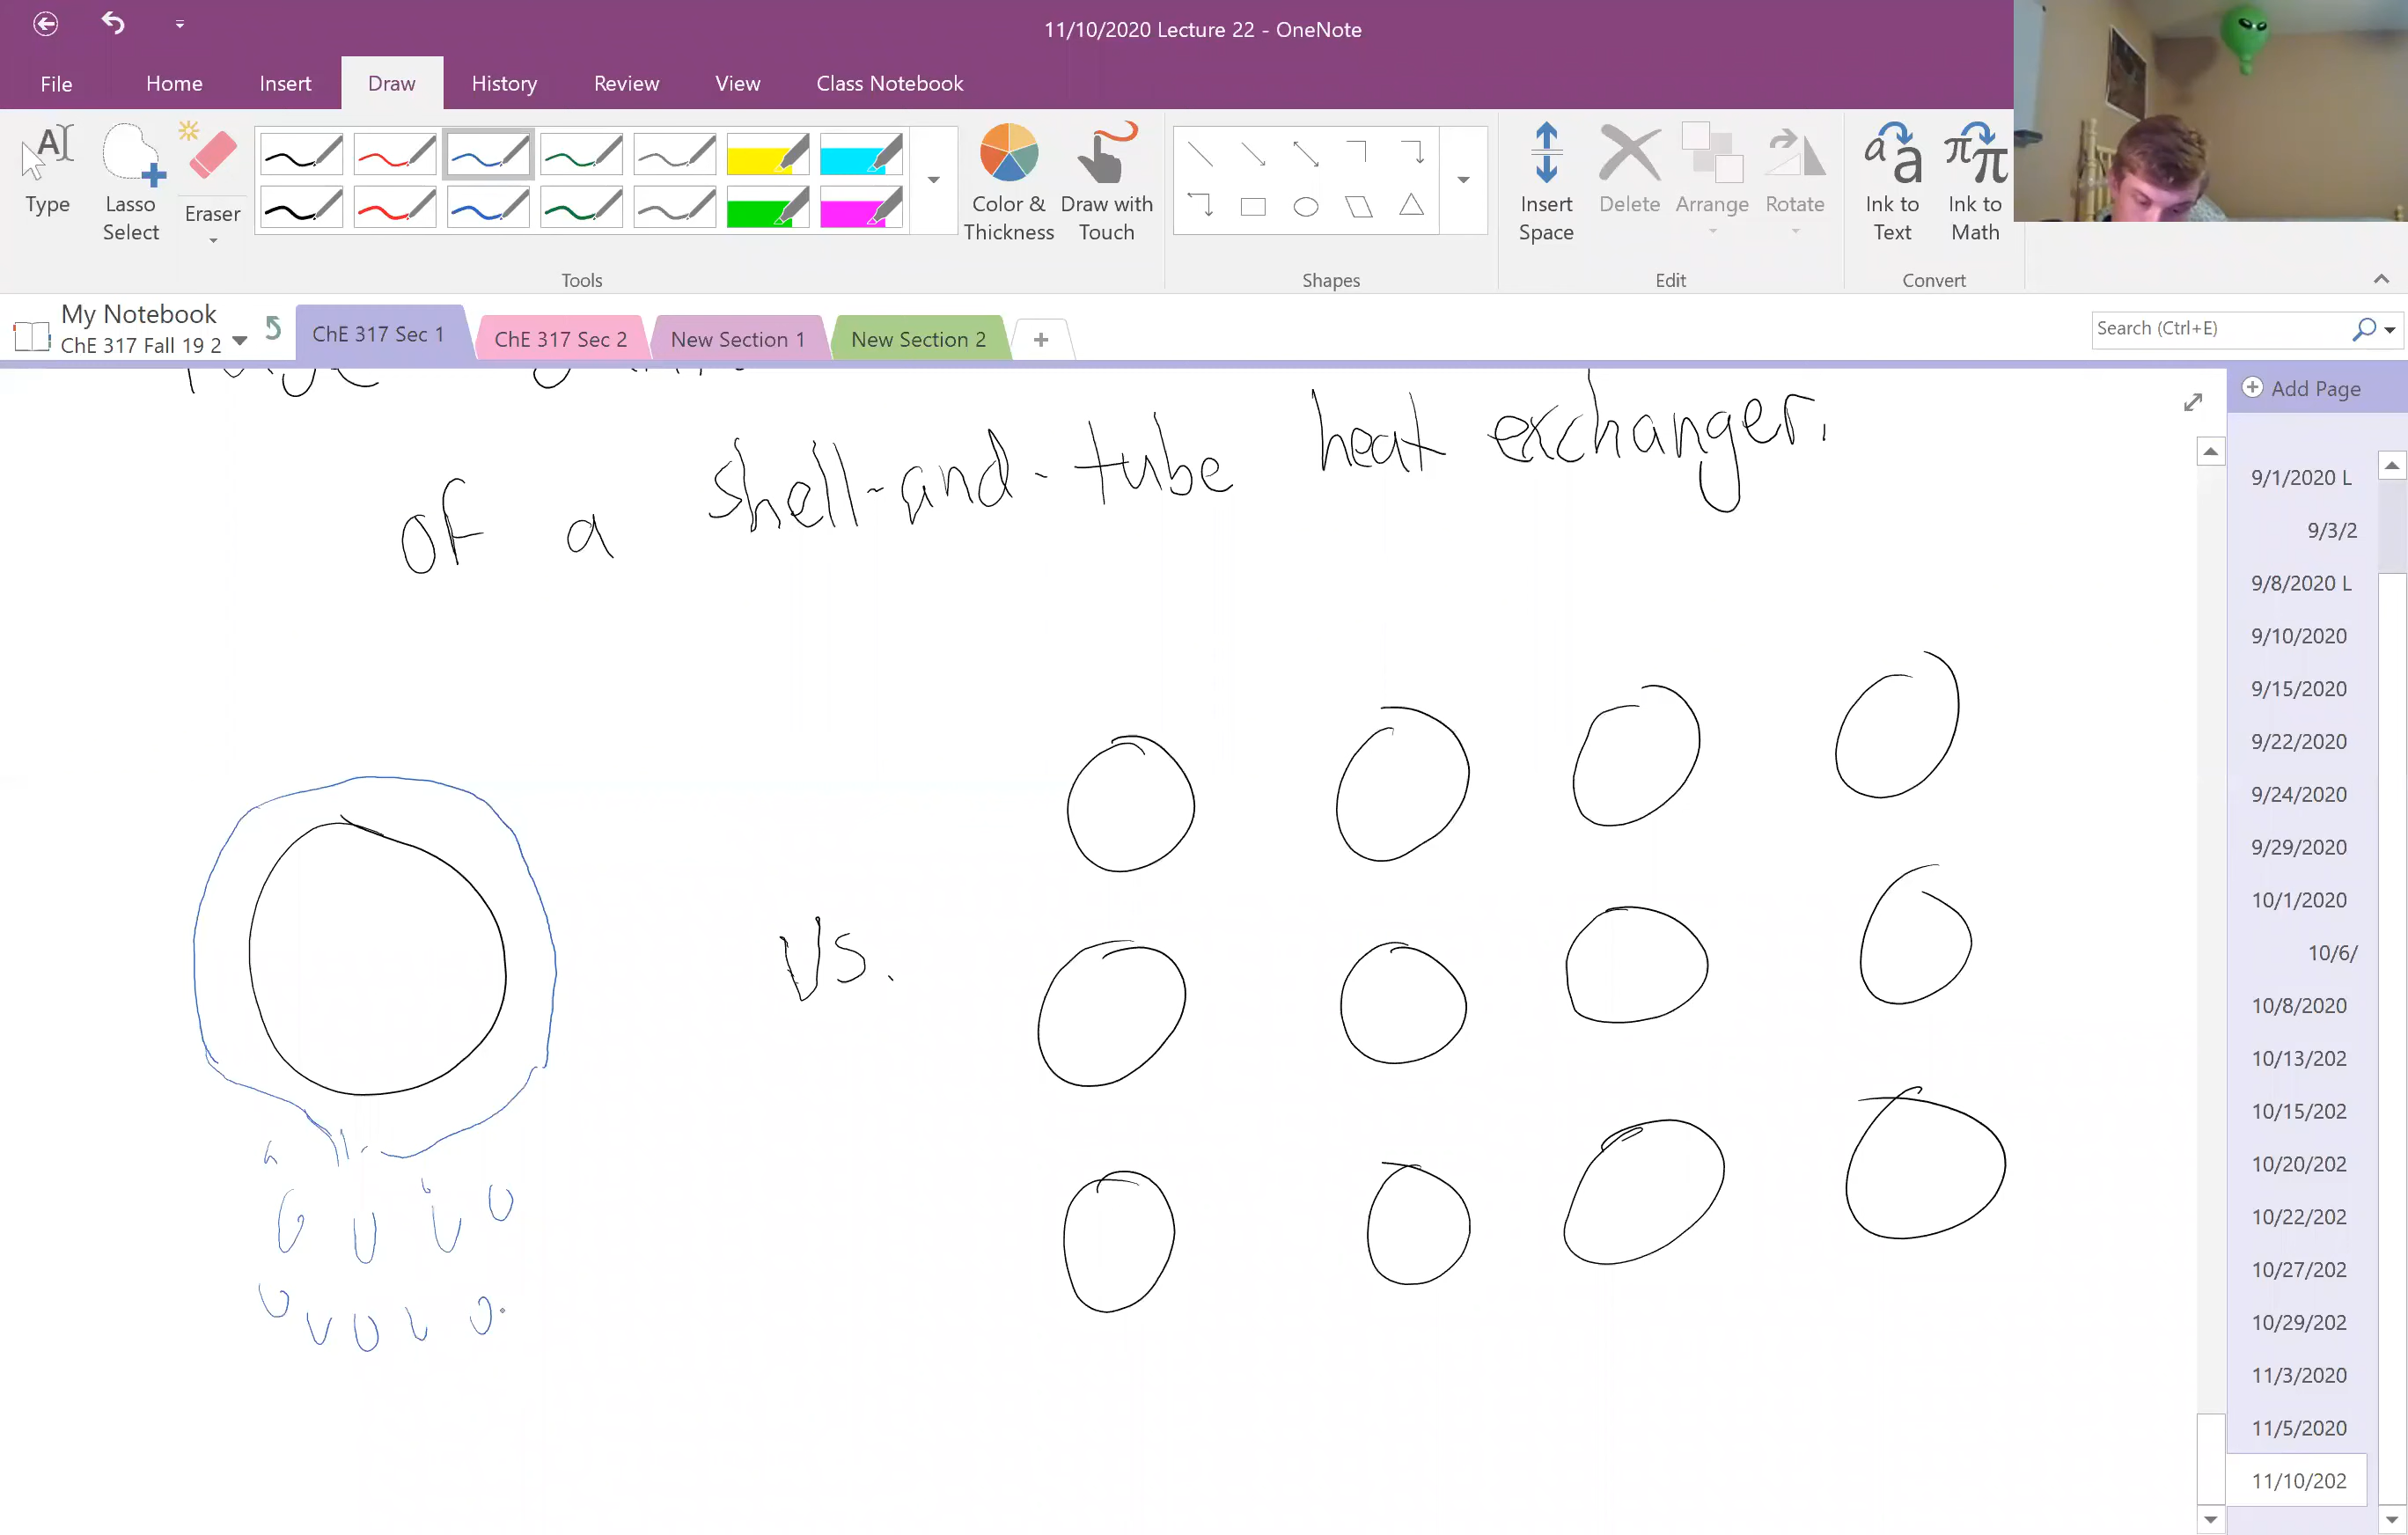 11/10/2020 Lecture 22 - OneNote
File Home Insert Draw History Review View Class Notebook
Type
Lasso Select
Eraser
Color & Thickness
Draw with Touch
Insert Space
Delete
Arrange
Rotate
Ink to Text
Ink to Math
Tools
Shapes
Edit
Convert
My Notebook
ChE 317 Fall 19 2
ChE 317 Sec 1
ChE 317 Sec 2
New Section 1
New Section 2
Search (Ctrl+E)
Add Page
of a shell-and-tube heat exchanger.
vs.
9/1/2020 L
9/3/2
9/8/2020 L
9/10/2020
9/15/2020
9/22/2020
9/24/2020
9/29/2020
10/1/2020
10/6/
10/8/2020
10/13/202
10/15/202
10/20/202
10/22/202
10/27/202
10/29/202
11/3/2020
11/5/2020
11/10/202